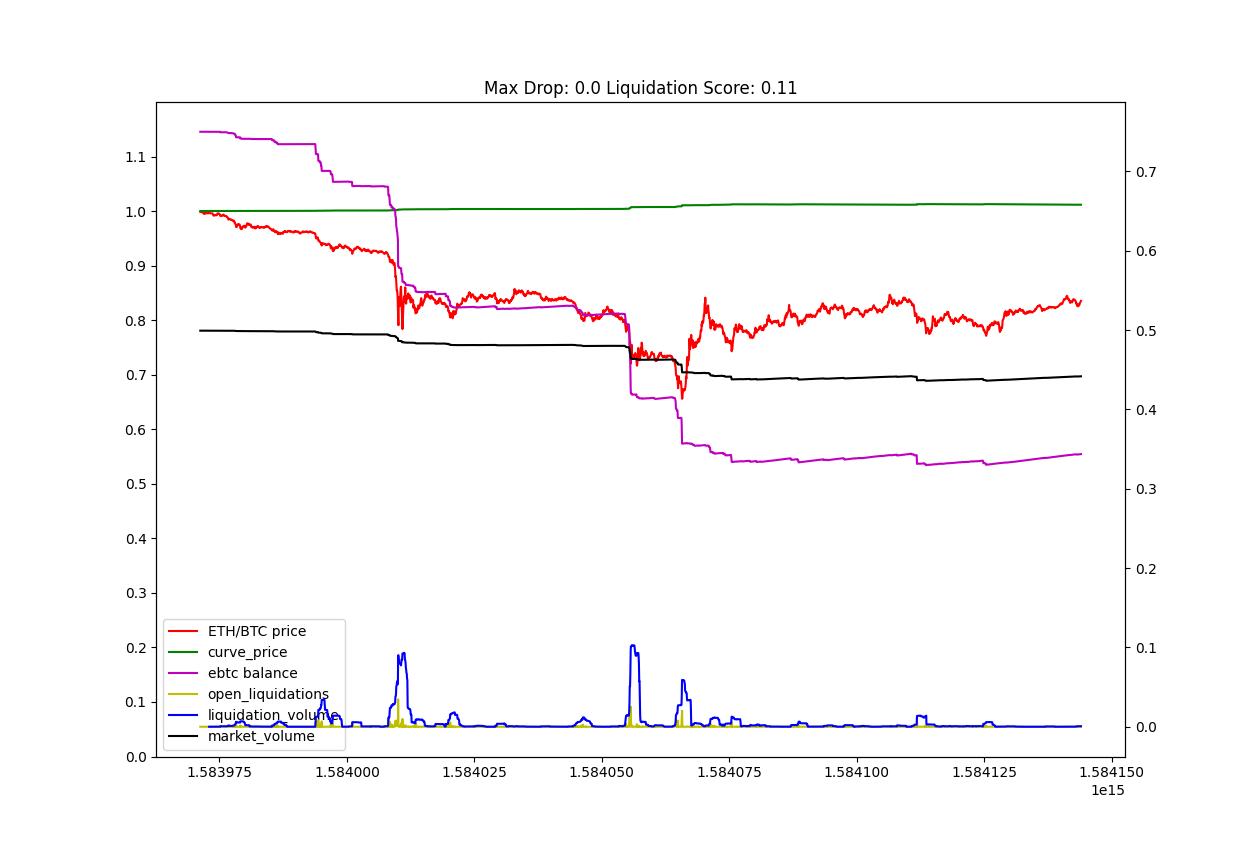 Max Drop: 0.0 Liquidation Score: 0.11
1.1
1.0
0.9
0.8
0.7
0.6
0.5
0.4
0.3
0.2
0.1
0.0
0.7
0.6
0.5
0.4
0.3
0.2
0.1
0.0
ETH/BTC price
curve_price
ebtc balance
open_liquidations
liquidation_volume
market_volume
1.583975 1.584000 1.584025 1.584050 1.584075 1.584100 1.584125 1.584150
1e15